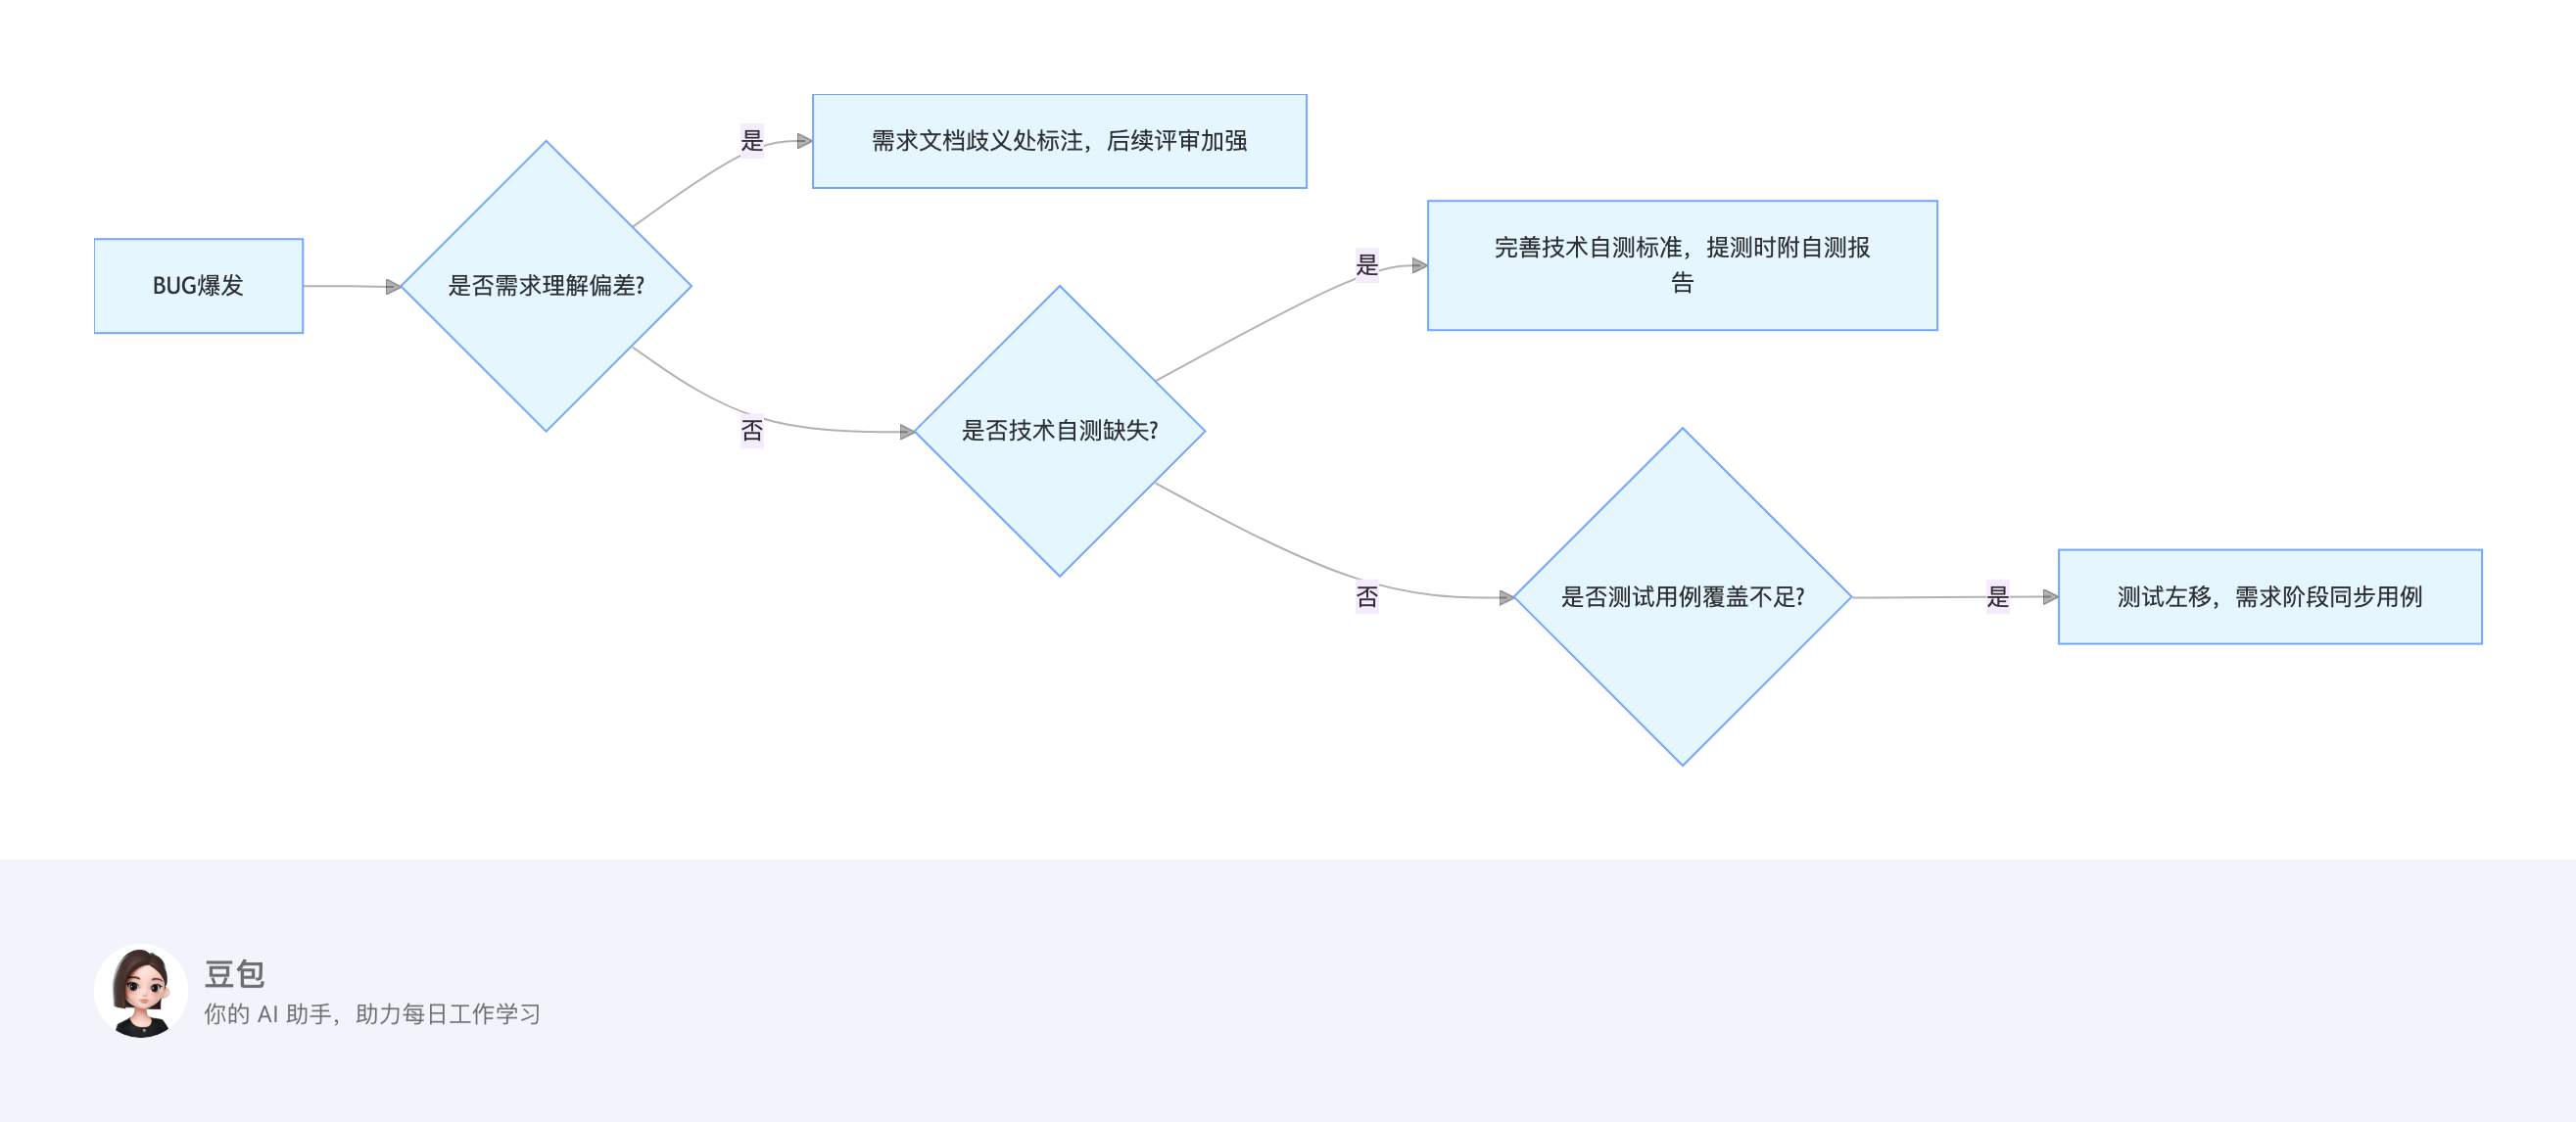 BUG爆发
是否需求理解偏差?
是
需求文档歧义处标注，后续评审加强
否
是否技术自测缺失?
是
完善技术自测标准，提测时附自测报
告
否
是否测试用例覆盖不足?
是
测试左移，需求阶段同步用例
豆包
你的 AI 助手，助力每日工作学习